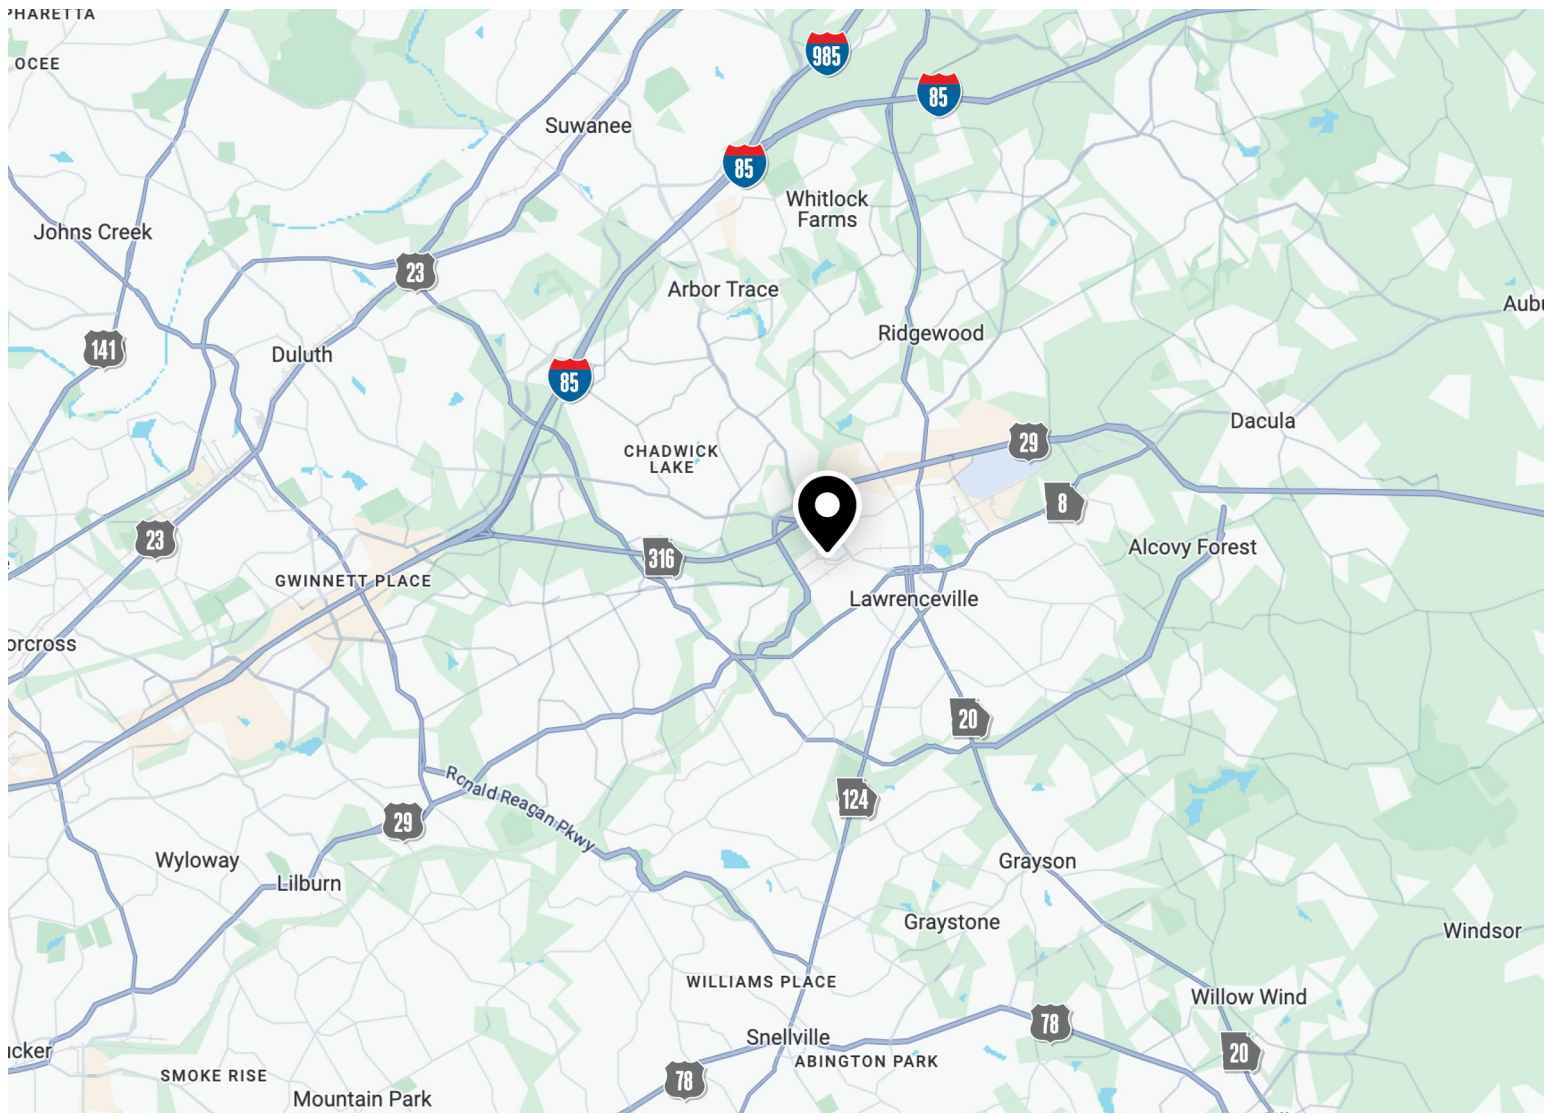 PHARETTA
OCEE
985
85
Suwanee
85
Whitlock
Farms
Johns Creek
23
Arbor Trace
Aubu
Ridgewood
141
Duluth
85
Dacula
29
CHADWICK
LAKE
8
23
316
Alcovy Forest
GWINNETT PLACE
Lawrenceville
orcross
20
Ronald Reagan Pkwy
124
29
Wyloway
Grayson
Lilburn
Graystone
Windsor
WILLIAMS PLACE
Willow Wind
78
Snellville
ucker
20
ABINGTON PARK
SMOKE RISE
78
Mountain Park